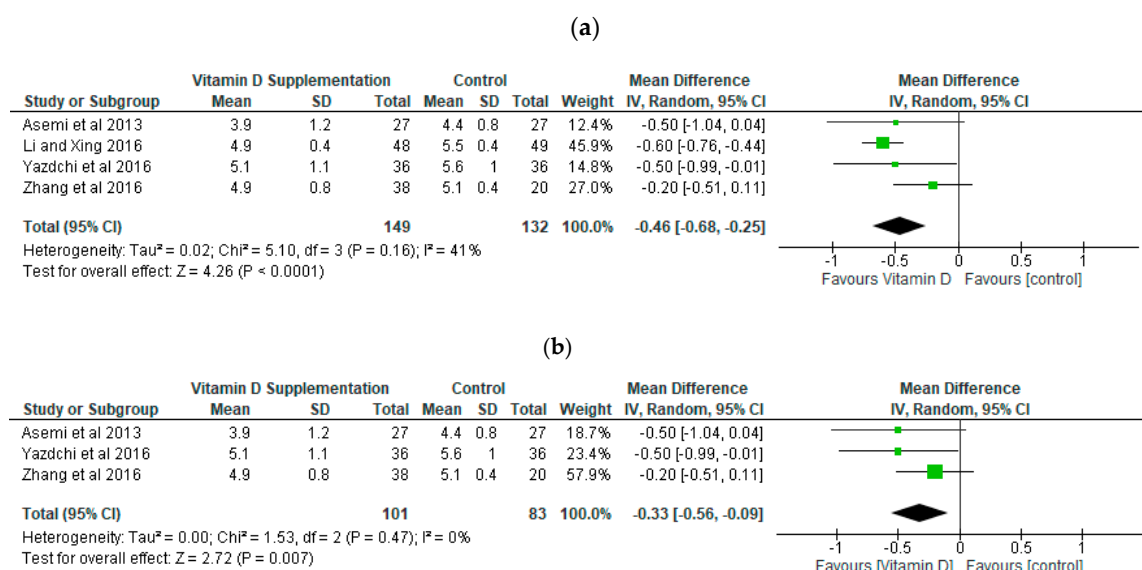 (a)
Vitamin D Supplementation Control Mean Difference Mean Difference
Study or Subgroup Mean SD Total Mean SD Total Weight IV, Random, 95% CI IV, Random, 95% CI
Asemi et al 2013 3.9 1.2 27 4.4 0.8 27 12.4% -0.50 [-1.04, 0.04]
Li and Xing 2016 4.9 0.4 48 5.5 0.4 49 45.9% -0.60 [-0.76, -0.44]
Yazdchi et al 2016 5.1 1.1 36 5.6 1 36 14.8% -0.50 [-0.99, -0.01]
Zhang et al 2016 4.9 0.8 38 5.1 0.4 20 27.0% -0.20 [-0.51, 0.11]
Total (95% CI) 149 132 100.0% -0.46 [-0.68, -0.25]
Heterogeneity: Tau² = 0.02; Chi² = 5.10, df = 3 (P = 0.16); I² = 41%
Test for overall effect: Z = 4.26 (P < 0.0001)
-1 -0.5 0 0.5 1
Favours Vitamin D Favours [control]
(b)
Vitamin D Supplementation Control Mean Difference Mean Difference
Study or Subgroup Mean SD Total Mean SD Total Weight IV, Random, 95% CI IV, Random, 95% CI
Asemi et al 2013 3.9 1.2 27 4.4 0.8 27 18.7% -0.50 [-1.04, 0.04]
Yazdchi et al 2016 5.1 1.1 36 5.6 1 36 23.4% -0.50 [-0.99, -0.01]
Zhang et al 2016 4.9 0.8 38 5.1 0.4 20 57.9% -0.20 [-0.51, 0.11]
Total (95% CI) 101 83 100.0% -0.33 [-0.56, -0.09]
Heterogeneity: Tau² = 0.00; Chi² = 1.53, df = 2 (P = 0.47); I² = 0%
Test for overall effect: Z = 2.72 (P = 0.007)
-1 -0.5 0 0.5 1
Favours [Vitamin D] Favours [control]